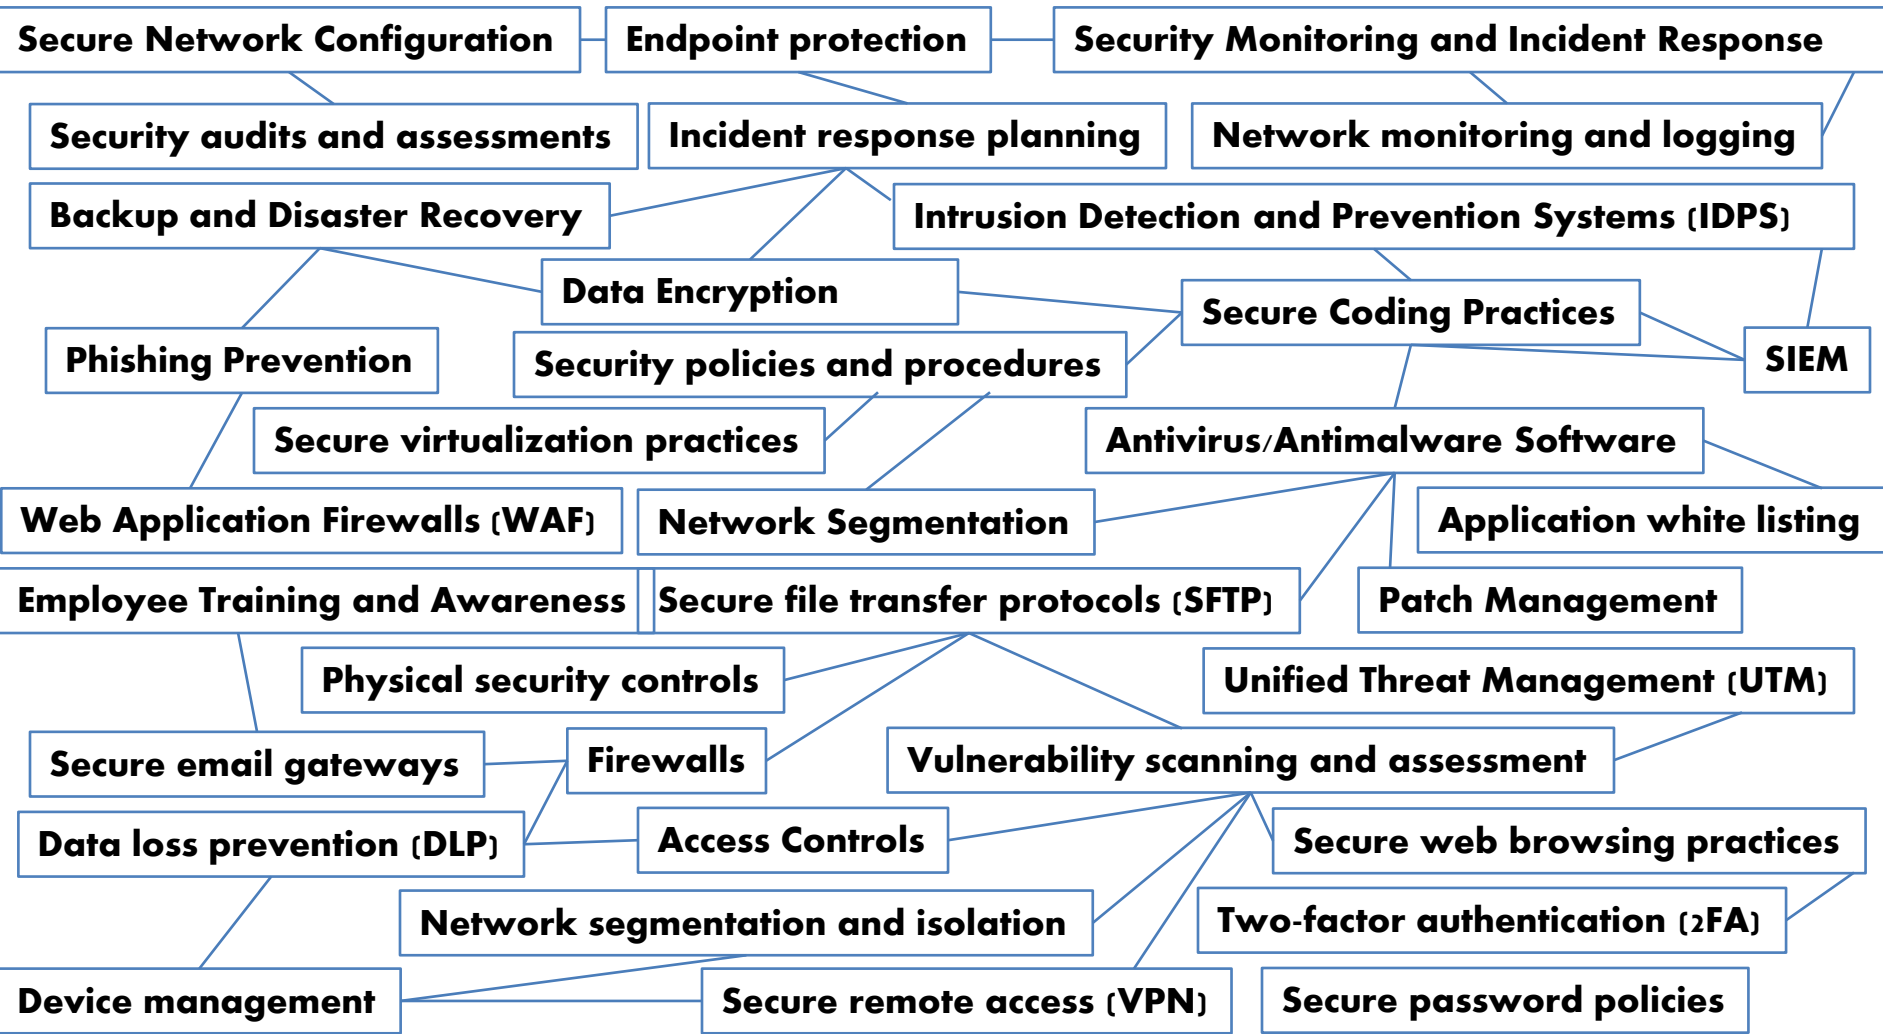 Secure Network Configuration
Endpoint protection
Security Monitoring and Incident Response
Security audits and assessments
Incident response planning
Network monitoring and logging
Backup and Disaster Recovery
Intrusion Detection and Prevention Systems (IDPS)
Data Encryption
Secure Coding Practices
Phishing Prevention
Security policies and procedures
SIEM
Secure virtualization practices
Antivirus/Antimalware Software
Web Application Firewalls (WAF)
Network Segmentation
Application white listing
Employee Training and Awareness
Secure file transfer protocols (SFTP)
Patch Management
Physical security controls
Unified Threat Management (UTM)
Secure email gateways
Firewalls
Vulnerability scanning and assessment
Data loss prevention (DLP)
Access Controls
Secure web browsing practices
Network segmentation and isolation
Two-factor authentication (2FA)
Device management
Secure remote access (VPN)
Secure password policies